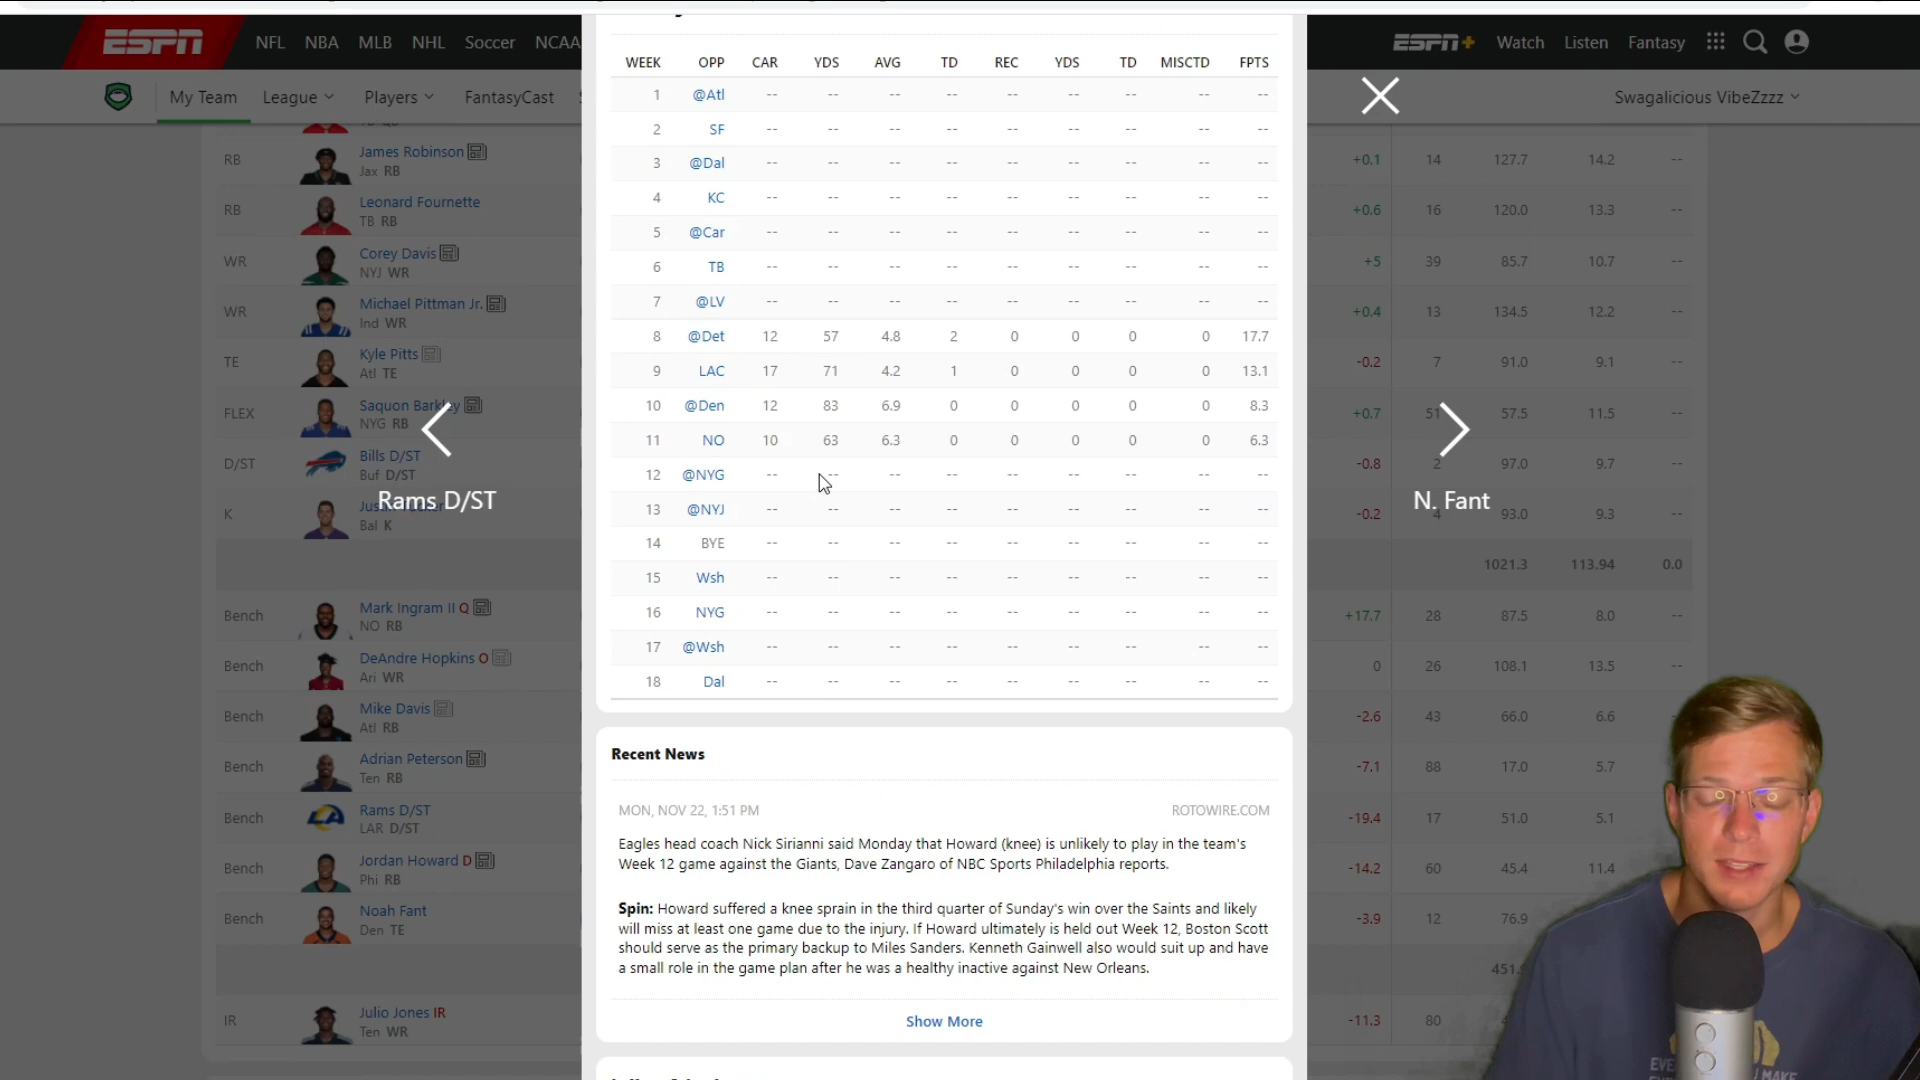 ESPN NFL NBA MLB NHL Soccer NCAA ESPN+ Watch Listen Fantasy
My Team League Players FantasyCast Swagalicious VibeZzzz
WEEK OPP CAR YDS AVG TD REC YDS TD MISCTD FPTS
1 @Atl -- -- -- -- -- -- -- -- --
2 SF -- -- -- -- -- -- -- -- --
3 @Dal -- -- -- -- -- -- -- -- --
4 KC -- -- -- -- -- -- -- -- --
5 @Car -- -- -- -- -- -- -- -- --
6 TB -- -- -- -- -- -- -- -- --
7 @LV -- -- -- -- -- -- -- -- --
8 @Det 12 57 4.8 2 0 0 0 0 17.7
9 LAC 17 71 4.2 1 0 0 0 0 13.1
10 @Den 12 83 6.9 0 0 0 0 0 8.3
11 NO 10 63 6.3 0 0 0 0 0 6.3
12 @NYG -- -- -- -- -- -- -- -- --
13 @NYJ -- -- -- -- -- -- -- -- --
14 BYE -- -- -- -- -- -- -- -- --
15 Wsh -- -- -- -- -- -- -- -- --
16 NYG -- -- -- -- -- -- -- -- --
17 @Wsh -- -- -- -- -- -- -- -- --
18 Dal -- -- -- -- -- -- -- -- --
Recent News
MON, NOV 22, 1:51 PM ROTOWIRE.COM
Eagles head coach Nick Sirianni said Monday that Howard (knee) is unlikely to play in the team's
Week 12 game against the Giants, Dave Zangaro of NBC Sports Philadelphia reports.
Spin: Howard suffered a knee sprain in the third quarter of Sunday's win over the Saints and likely
will miss at least one game due to the injury. If Howard ultimately is held out Week 12, Boston Scott
should serve as the primary backup to Miles Sanders. Kenneth Gainwell also would suit up and have
a small role in the game plan after he was a healthy inactive against New Orleans.
Show More
Rams D/ST
N. Fant
RB James Robinson
Jax RB
+0.1 14 127.7 14.2 --
RB Leonard Fournette
TB RB
+0.6 16 120.0 13.3 --
WR Corey Davis
NYJ WR
+5 39 85.7 10.7 --
WR Michael Pittman Jr.
Ind WR
+0.4 13 134.5 12.2 --
TE Kyle Pitts
Atl TE
-0.2 7 91.0 9.1 --
FLEX Saquon Barkley
NYG RB
+0.7 51 57.5 11.5 --
D/ST Bills D/ST
Buf D/ST
-0.8 2 97.0 9.7 --
K
Bal K
-0.2 4 93.0 9.3 --
1021.3 113.94 0.0
Bench Mark Ingram II Q
NO RB
+17.7 28 87.5 8.0 --
Bench DeAndre Hopkins O
Ari WR
0 26 108.1 13.5 --
Bench Mike Davis
Atl RB
-2.6 43 66.0 6.6
Bench Adrian Peterson
Ten RB
-7.1 88 17.0 5.7
Bench Rams D/ST
LAR D/ST
-19.4 17 51.0 5.1
Bench Jordan Howard D
Phi RB
-14.2 60 45.4 11.4
Bench Noah Fant
Den TE
-3.9 12 76.9
IR Julio Jones IR
Ten WR
-11.3 80
MAKE